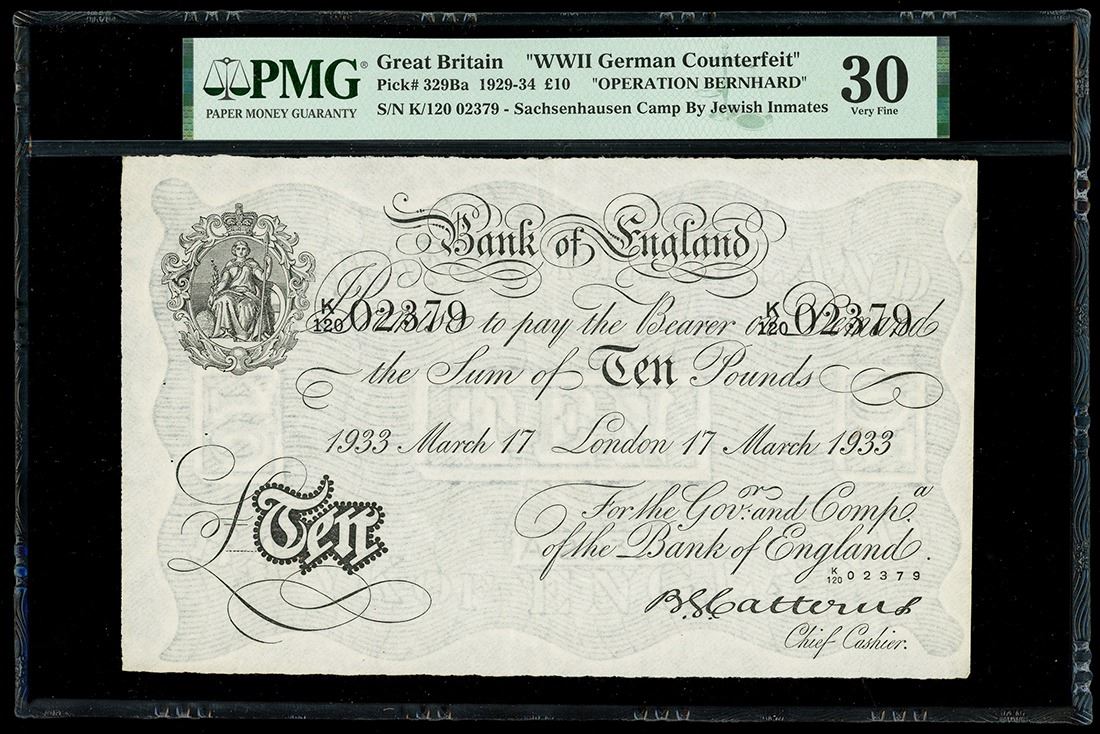 PMG®
PAPER MONEY GUARANTY
Great Britain "WWII German Counterfeit"
Pick# 329Ba 1929-34 £10 "OPERATION BERNHARD"
S/N K/120 02379 - Sachsenhausen Camp By Jewish Inmates
30
Very Fine
Bank of England
K/120 02379 K/120 02379
I Promise to pay the Bearer on Demand
the Sum of Ten Pounds
1933 March 17 London 17 March 1933
£Ten
For the Govr. and Compa.
of the Bank of England.
K/120 02379
B.G. Catterns
Chief Cashier.